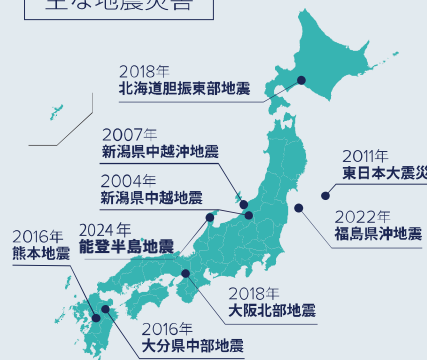 主な地震災害
2018年
北海道胆振東部地震
2007年
新潟県中越沖地震
2004年
新潟県中越地震
2011年
東日本大震災
2024年
能登半島地震
2022年
福島県沖地震
2016年
熊本地震
2018年
大阪北部地震
2016年
大分県中部地震